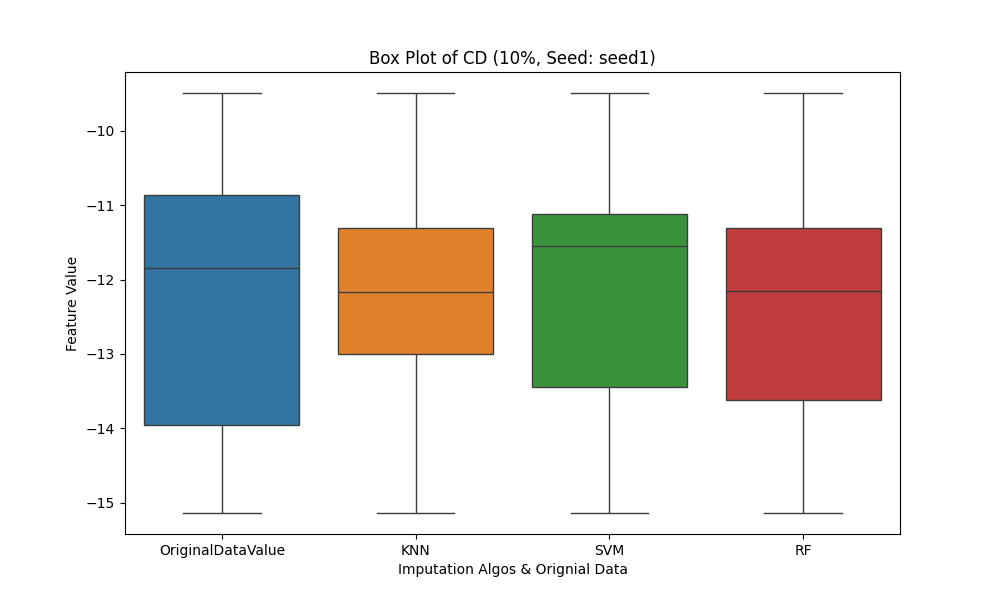 Box Plot of CD (10%, Seed: seed1)
Feature Value
−10
−11
−12
−13
−14
−15
OriginalDataValue KNN SVM RF
Imputation Algos & Orignial Data